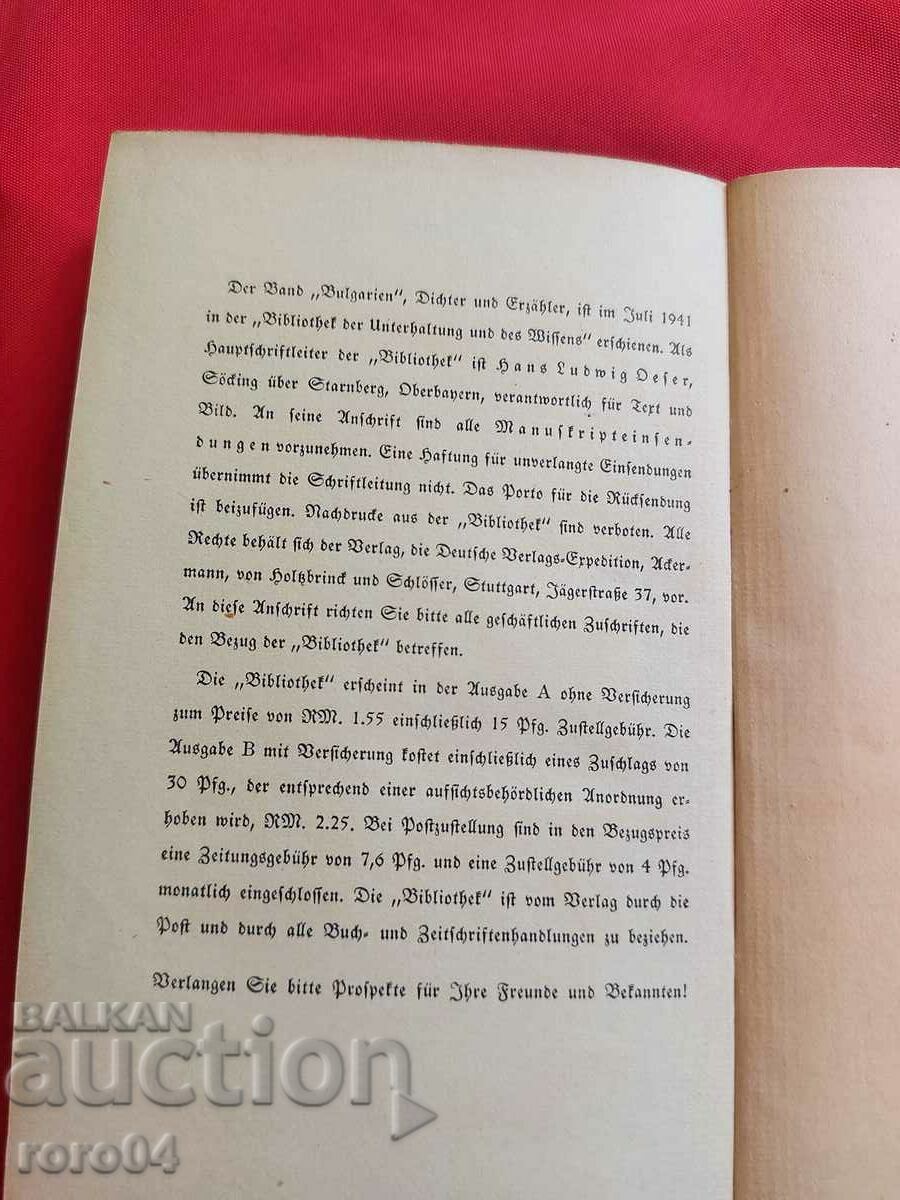 Der Band „Bulgarien“, Dichter und Erzähler, ist im Juli 1941
in der „Bibliothek der Unterhaltung und des Wissens“ erschienen. Als
Hauptschriftleiter der „Bibliothek“ ist Hans Ludwig Oeser,
Söcking über Starnberg, Oberbayern, verantwortlich für Text und
Bild. An seine Anschrift sind alle Manuskripteinsen-
dungen vorzunehmen. Eine Haftung für unverlangte Einsendungen
übernimmt die Schriftleitung nicht. Das Porto für die Rücksendung
ist beizufügen. Nachdrucke aus der „Bibliothek“ sind verboten. Alle
Rechte behält sich der Verlag, die Deutsche Verlags-Expedition, Acker-
mann, von Holtzbrinck und Schlösser, Stuttgart, Jägerstraße 37, vor.
An diese Anschrift richten Sie bitte alle geschäftlichen Zuschriften, die
den Bezug der „Bibliothek“ betreffen.
Die „Bibliothek“ erscheint in der Ausgabe A ohne Versicherung
zum Preise von RM. 1.55 einschließlich 15 Pfg. Zustellgebühr. Die
Ausgabe B mit Versicherung kostet einschließlich eines Zuschlags von
30 Pfg., der entsprechend einer aufsichtsbehördlichen Anordnung er-
hoben wird, RM. 2.25. Bei Postzustellung sind in den Bezugspreis
eine Zeitungsgebühr von 7,6 Pfg. und eine Zustellgebühr von 4 Pfg.
monatlich eingeschlossen. Die „Bibliothek“ ist vom Verlag durch die
Post und durch alle Buch- und Zeitschriftenhandlungen zu beziehen.
Verlangen Sie bitte Prospekte für Ihre Freunde und Bekannten!
BALKAN
auction
roro04